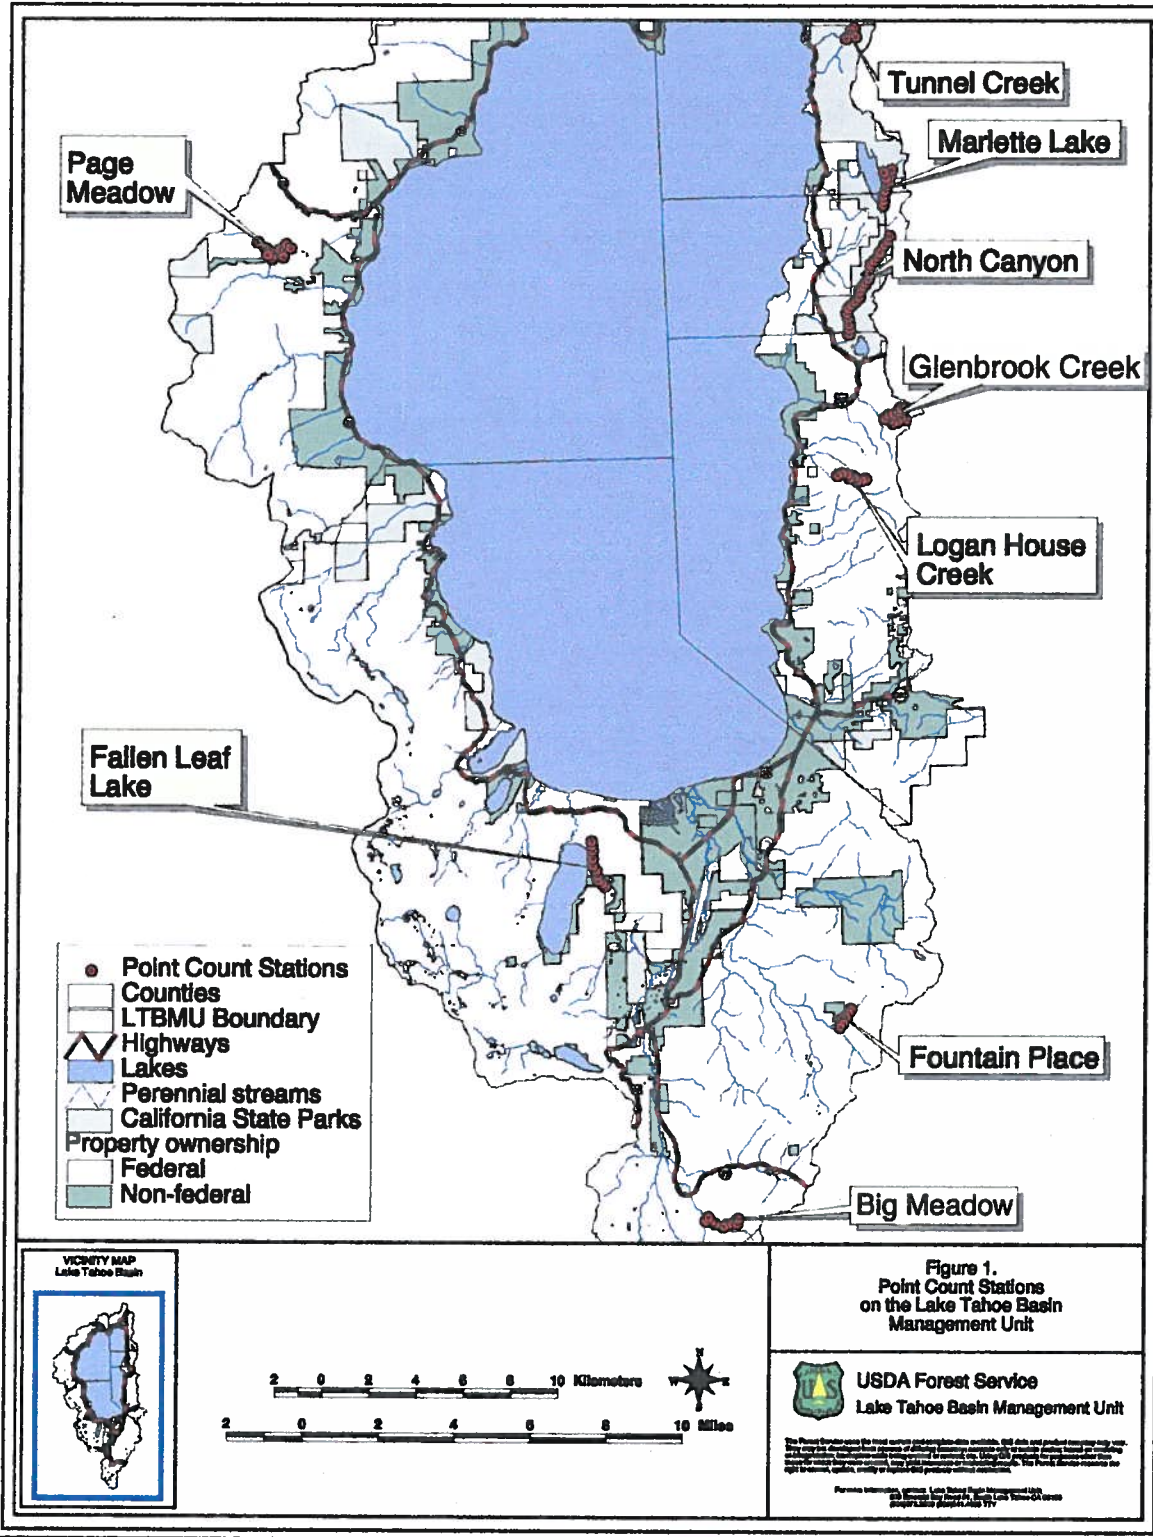 Tunnel Creek
Marlette Lake
Page
Meadow
North Canyon
Glenbrook Creek
Logan House
Creek
Fallen Leaf
Lake
Point Count Stations
Counties
LTBMU Boundary
Highways
Lakes
Perennial streams
California State Parks
Property ownership
Federal
Non-federal
Fountain Place
Big Meadow
VICINITY MAP
Lake Tahoe Basin
Figure 1.
Point Count Stations
on the Lake Tahoe Basin
Management Unit
2 0 2 4 6 8 10 Kilometers
2 0 2 4 6 8 10 Miles
N
W E
S
USDA Forest Service
Lake Tahoe Basin Management Unit